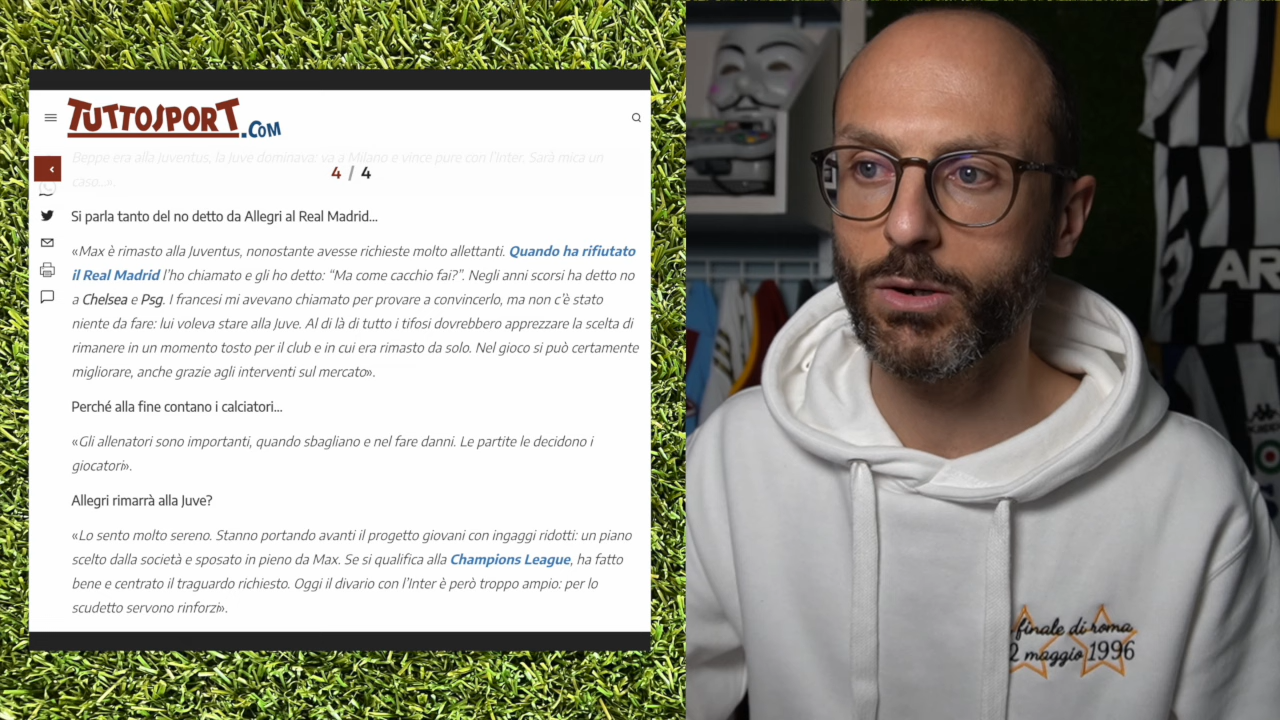 TUTTOSPORT.COM
Beppe era alla Juventus, la Juve dominava: va a Milano e vince pure con l'Inter. Sarà mica un
caso...».
4 / 4
Si parla tanto del no detto da Allegri al Real Madrid...
«Max è rimasto alla Juventus, nonostante avesse richieste molto allettanti. Quando ha rifiutato
il Real Madrid l'ho chiamato e gli ho detto: “Ma come cacchio fai?”. Negli anni scorsi ha detto no
a Chelsea e Psg. I francesi mi avevano chiamato per provare a convincerlo, ma non c'è stato
niente da fare: lui voleva stare alla Juve. Al di là di tutto i tifosi dovrebbero apprezzare la scelta di
rimanere in un momento tosto per il club e in cui era rimasto da solo. Nel gioco si può certamente
migliorare, anche grazie agli interventi sul mercato».
Perché alla fine contano i calciatori...
«Gli allenatori sono importanti, quando sbagliano e nel fare danni. Le partite le decidono i
giocatori».
Allegri rimarrà alla Juve?
«Lo sento molto sereno. Stanno portando avanti il progetto giovani con ingaggi ridotti: un piano
scelto dalla società e sposato in pieno da Max. Se si qualifica alla Champions League, ha fatto
bene e centrato il traguardo richiesto. Oggi il divario con l'Inter è però troppo ampio: per lo
scudetto servono rinforzi».
AR
finale di roma
2 maggio 1996